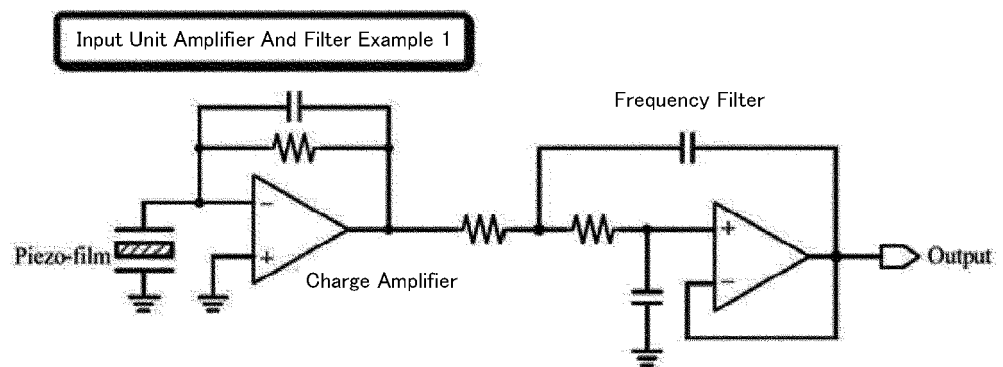 Input Unit Amplifier And Filter Example 1
Frequency Filter
Piezo-film
Charge Amplifier
Output